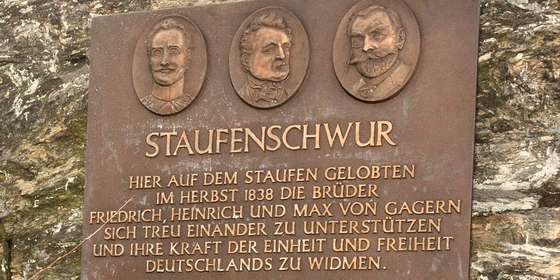 STAUFENSCHWUR
HIER AUF DEM STAUFEN GELOBTEN
IM HERBST 1838 DIE BRÜDER
FRIEDRICH, HEINRICH UND MAX VON GAGERN
SICH TREU EINANDER ZU UNTERSTÜTZEN
UND IHRE KRAFT DER EINHEIT UND FREIHEIT
DEUTSCHLANDS ZU WIDMEN.